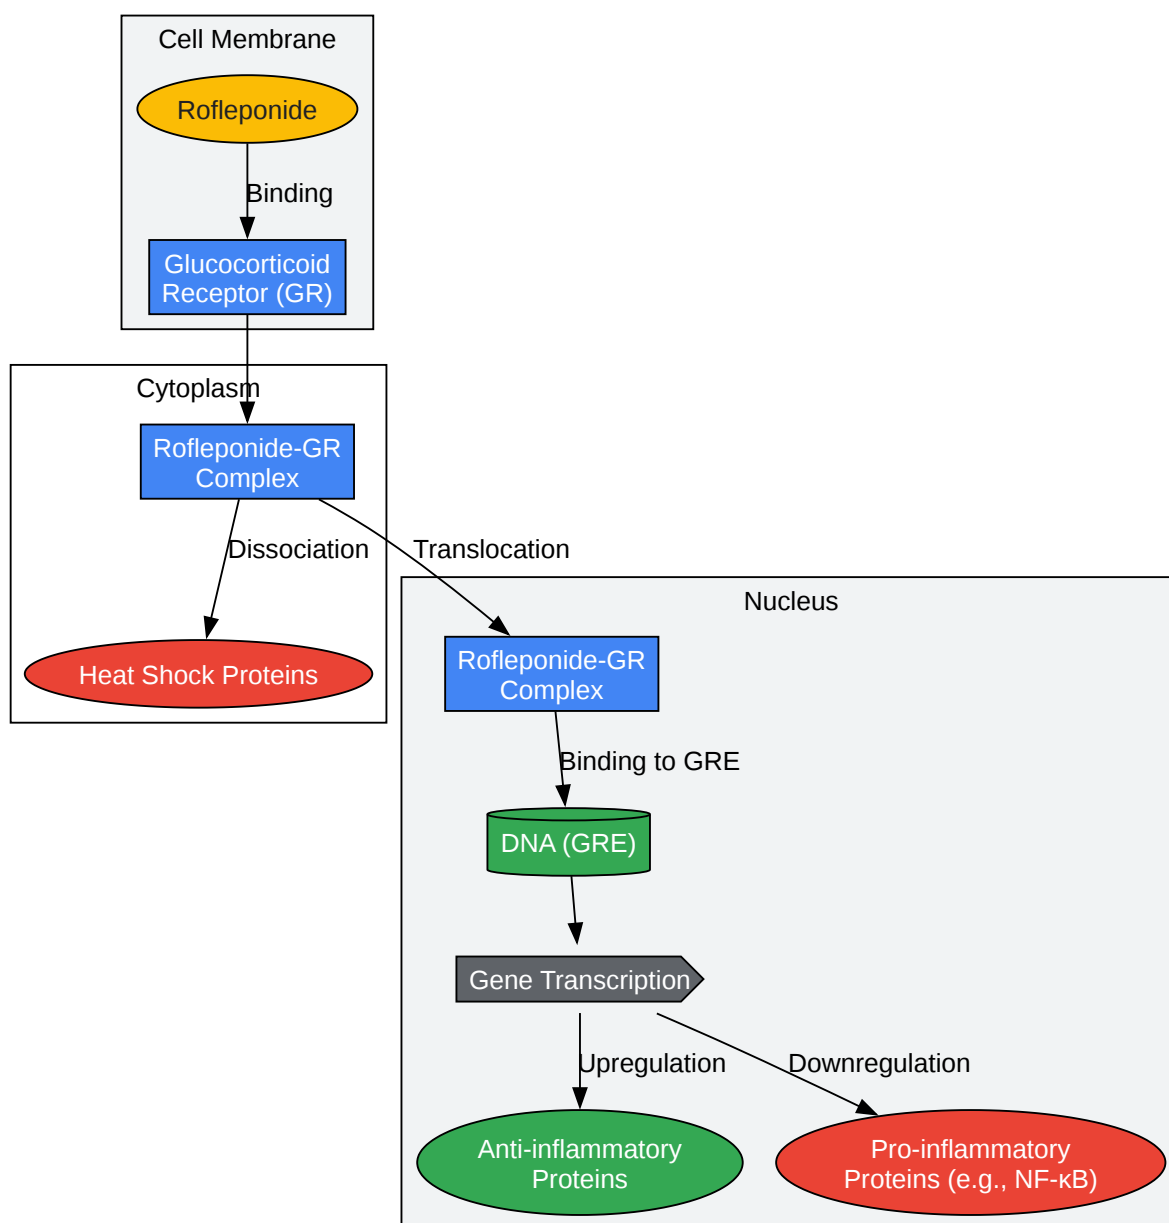 Cell Membrane
Rofleponide
Binding
Glucocorticoid
Receptor (GR)
Cytoplasm
Rofleponide-GR
Complex
Dissociation
Translocation
Heat Shock Proteins
Nucleus
Rofleponide-GR
Complex
Binding to GRE
DNA (GRE)
Gene Transcription
Upregulation
Downregulation
Anti-inflammatory
Proteins
Pro-inflammatory
Proteins (e.g., NF-κB)